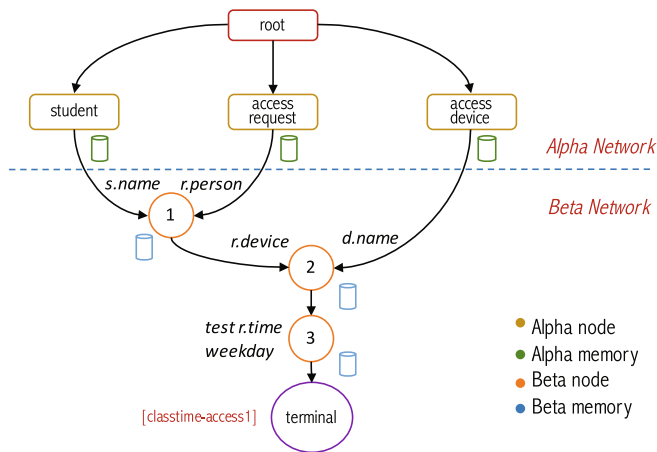 root
student
access
request
access
device
Alpha Network
s.name
r.person
Beta Network
1
r.device
d.name
2
test r.time
weekday
3
[classtime-access1]
terminal
Alpha node
Alpha memory
Beta node
Beta memory